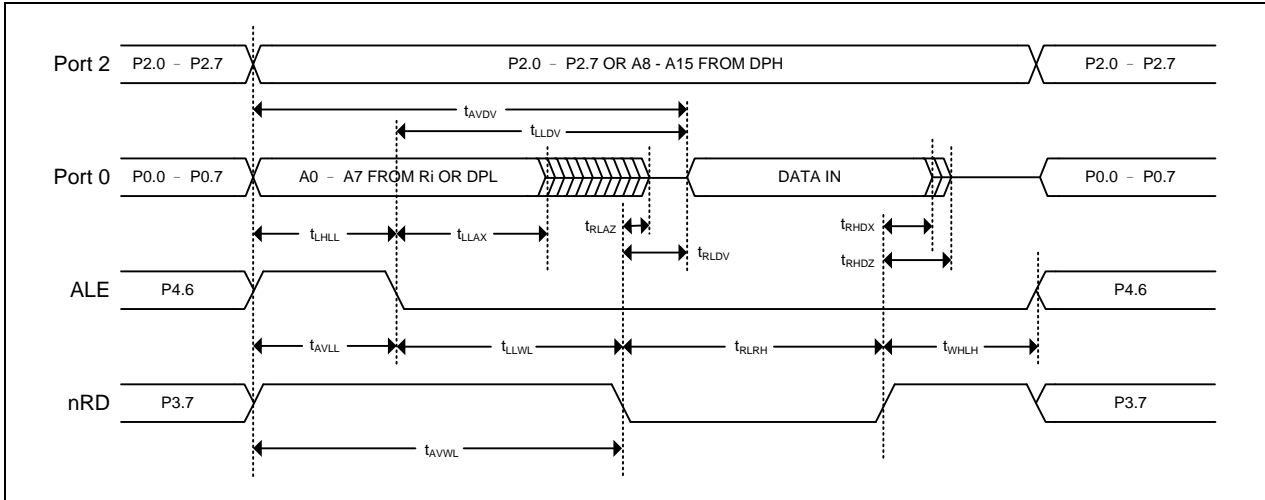 Port 2 P2.0 – P2.7 P2.0 – P2.7 OR A8 - A15 FROM DPH P2.0 – P2.7
tAVDV
tLLDV
Port 0 P0.0 – P0.7 A0 – A7 FROM Ri OR DPL DATA IN P0.0 – P0.7
tLHLL tLLAX tRLAZ tRHDX
tRLDV tRHDZ
ALE P4.6 P4.6
tAVLL tLLWL tRLRH tWHLH
nRD P3.7 P3.7
tAVWL